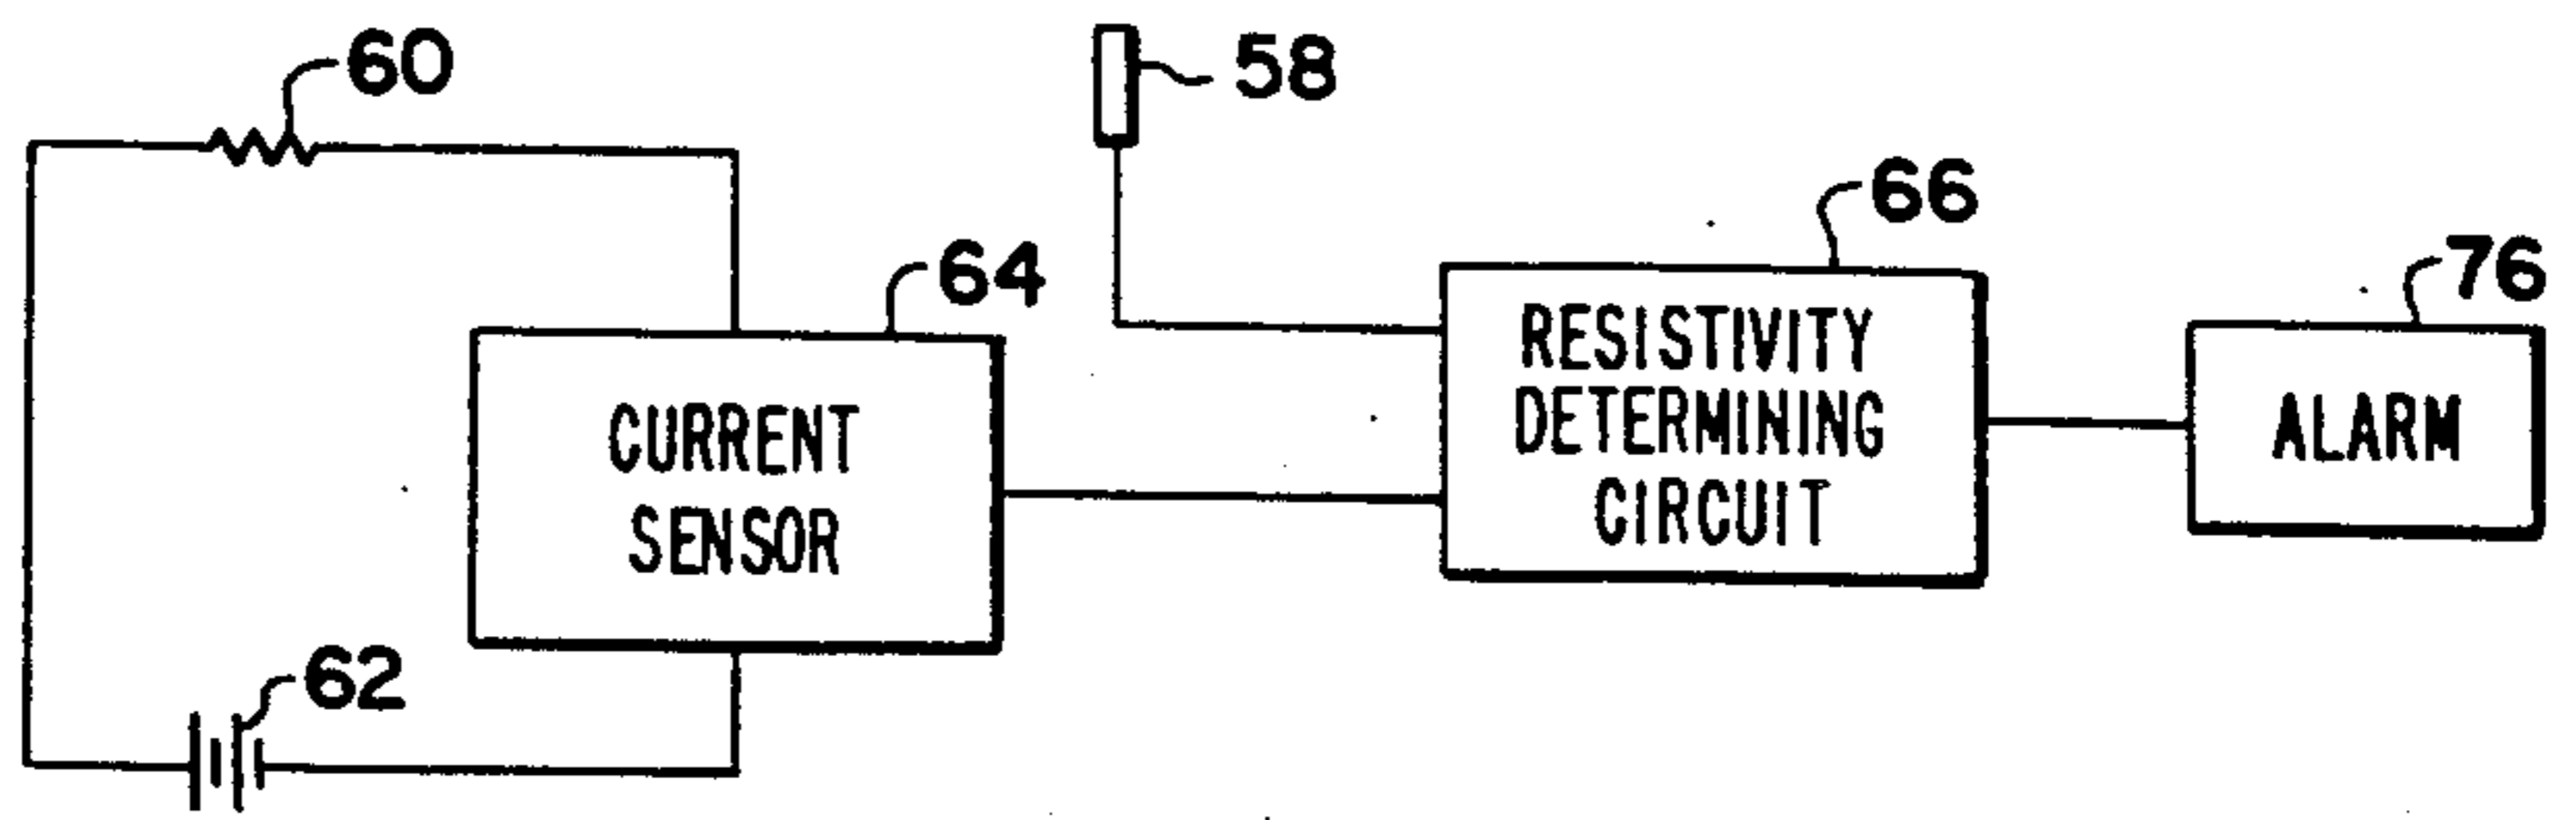 60
58
66
64
76
RESISTIVITY
DETERMINING
CIRCUIT
CURRENT
SENSOR
ALARM
62